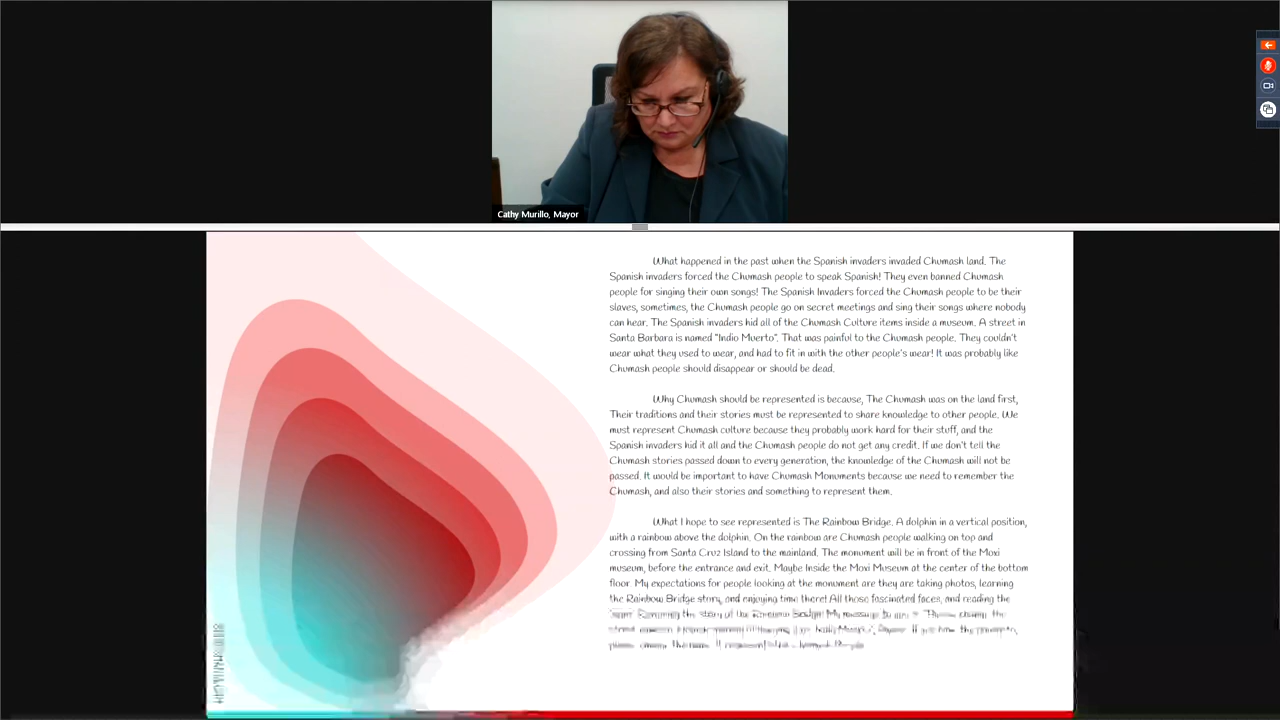 Cathy Murillo, Mayor
What happened in the past when the Spanish invaders invaded Chumash land. The
Spanish invaders forced the Chumash people to speak Spanish! They even banned Chumash
people for singing their own songs! The Spanish Invaders forced the Chumash people to be their
slaves, sometimes, the Chumash people go on secret meetings and sing their songs where nobody
can hear. The Spanish invaders hid all of the Chumash Culture items inside a museum. A street in
Santa Barbara is named "Indio Muerto". That was painful to the Chumash people. They couldn't
wear what they used to wear, and had to fit in with the other people's wear! It was probably like
Chumash people should disappear or should be dead.
Why Chumash should be represented is because, The Chumash was on the land first,
Their traditions and their stories must be represented to share knowledge to other people. We
must represent Chumash culture because they probably work hard for their stuff, and the
Spanish invaders hid it all and the Chumash people do not get any credit. If we don't tell the
Chumash stories passed down to every generation, the knowledge of the Chumash will not be
passed. It would be important to have Chumash Monuments because we need to remember the
Chumash, and also their stories and something to represent them.
What I hope to see represented is The Rainbow Bridge. A dolphin in a vertical position,
with a rainbow above the dolphin. On the rainbow are Chumash people walking on top and
crossing from Santa Cruz Island to the mainland. The monument will be in front of the Moxi
museum, before the entrance and exit. Maybe Inside the Moxi Museum at the center of the bottom
floor. My expectations for people looking at the monument are they are taking photos, learning
the Rainbow Bridge story, and enjoying time there! All those fascinated faces, and reading the
the story of the Rainbow Bridge! My message to